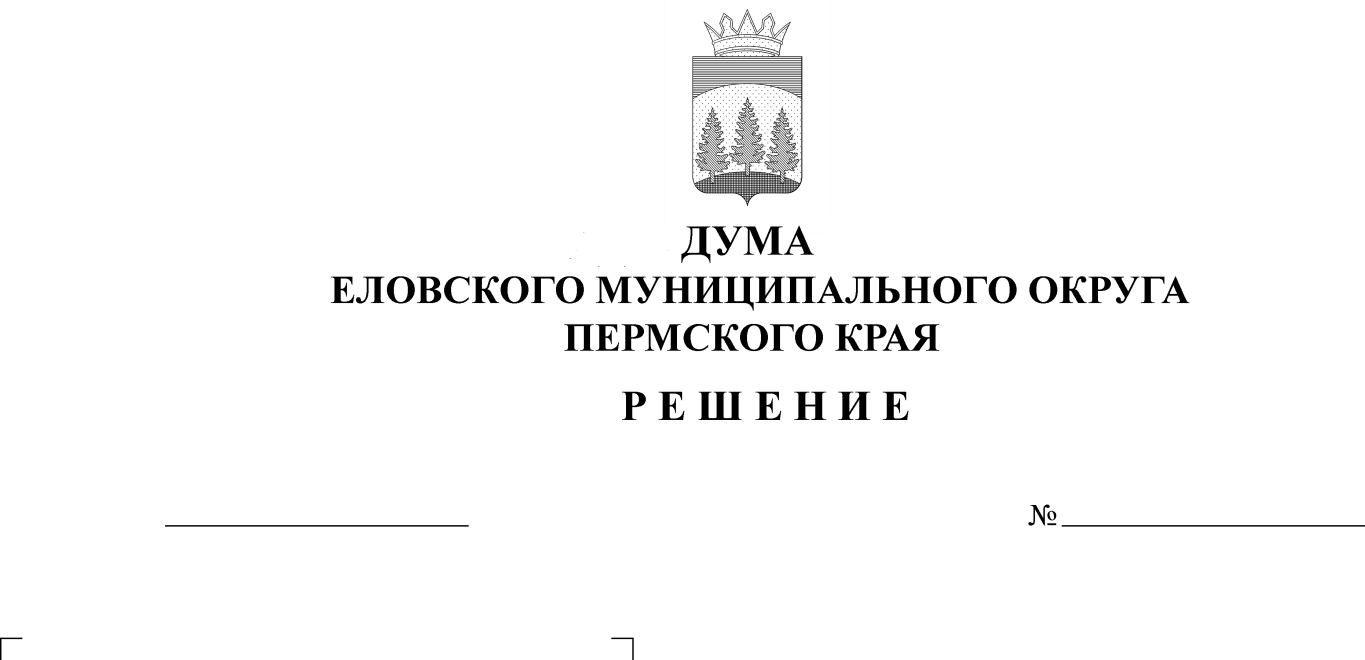 ДУМА
ЕЛОВСКОГО МУНИЦИПАЛЬНОГО ОКРУГА
ПЕРМСКОГО КРАЯ
Р Е Ш Е Н И Е
№